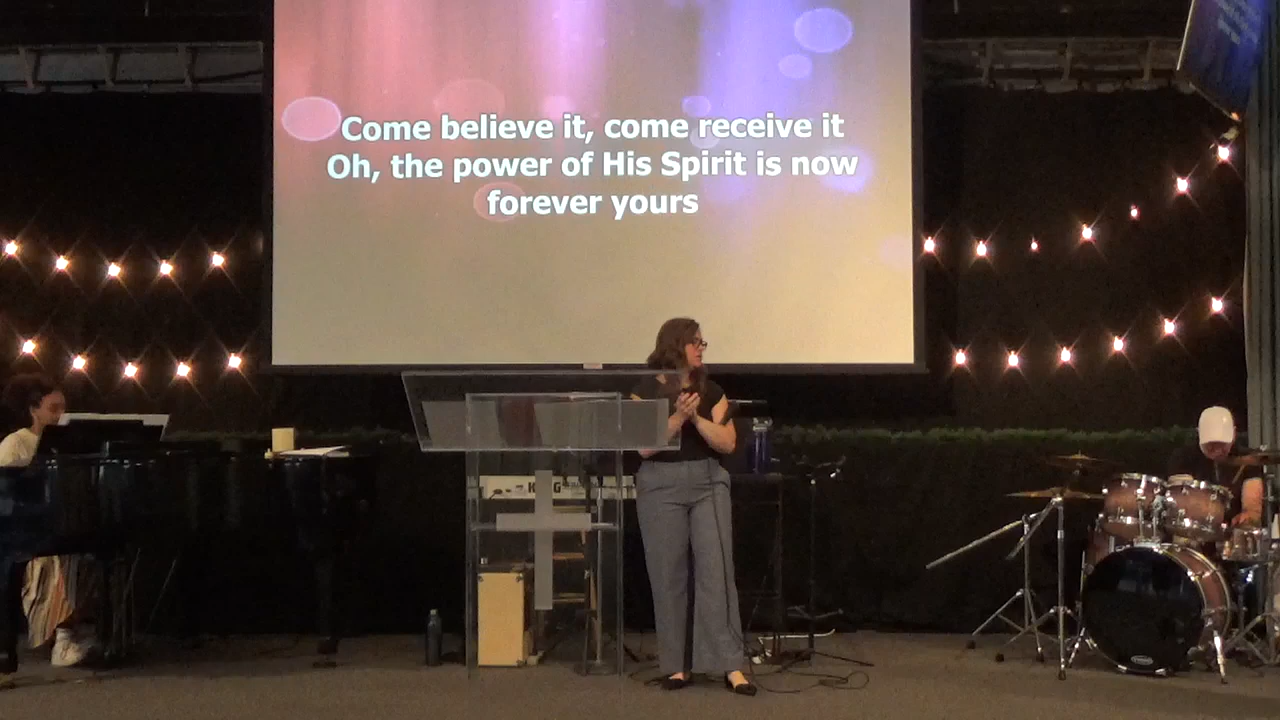 Come believe it, come receive it
Oh, the power of His Spirit is now
forever yours